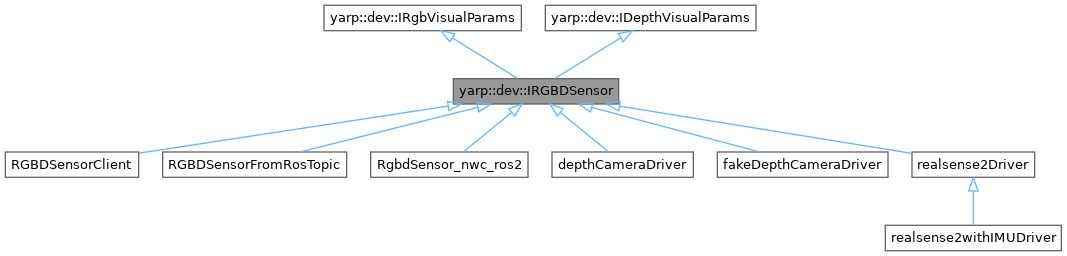 yarp::dev::IRgbVisualParams
yarp::dev::IDepthVisualParams
yarp::dev::IRGBDSensor
RGBDSensorClient
RGBDSensorFromRosTopic
RgbdSensor_nwc_ros2
depthCameraDriver
fakeDepthCameraDriver
realsense2Driver
realsense2withIMUDriver